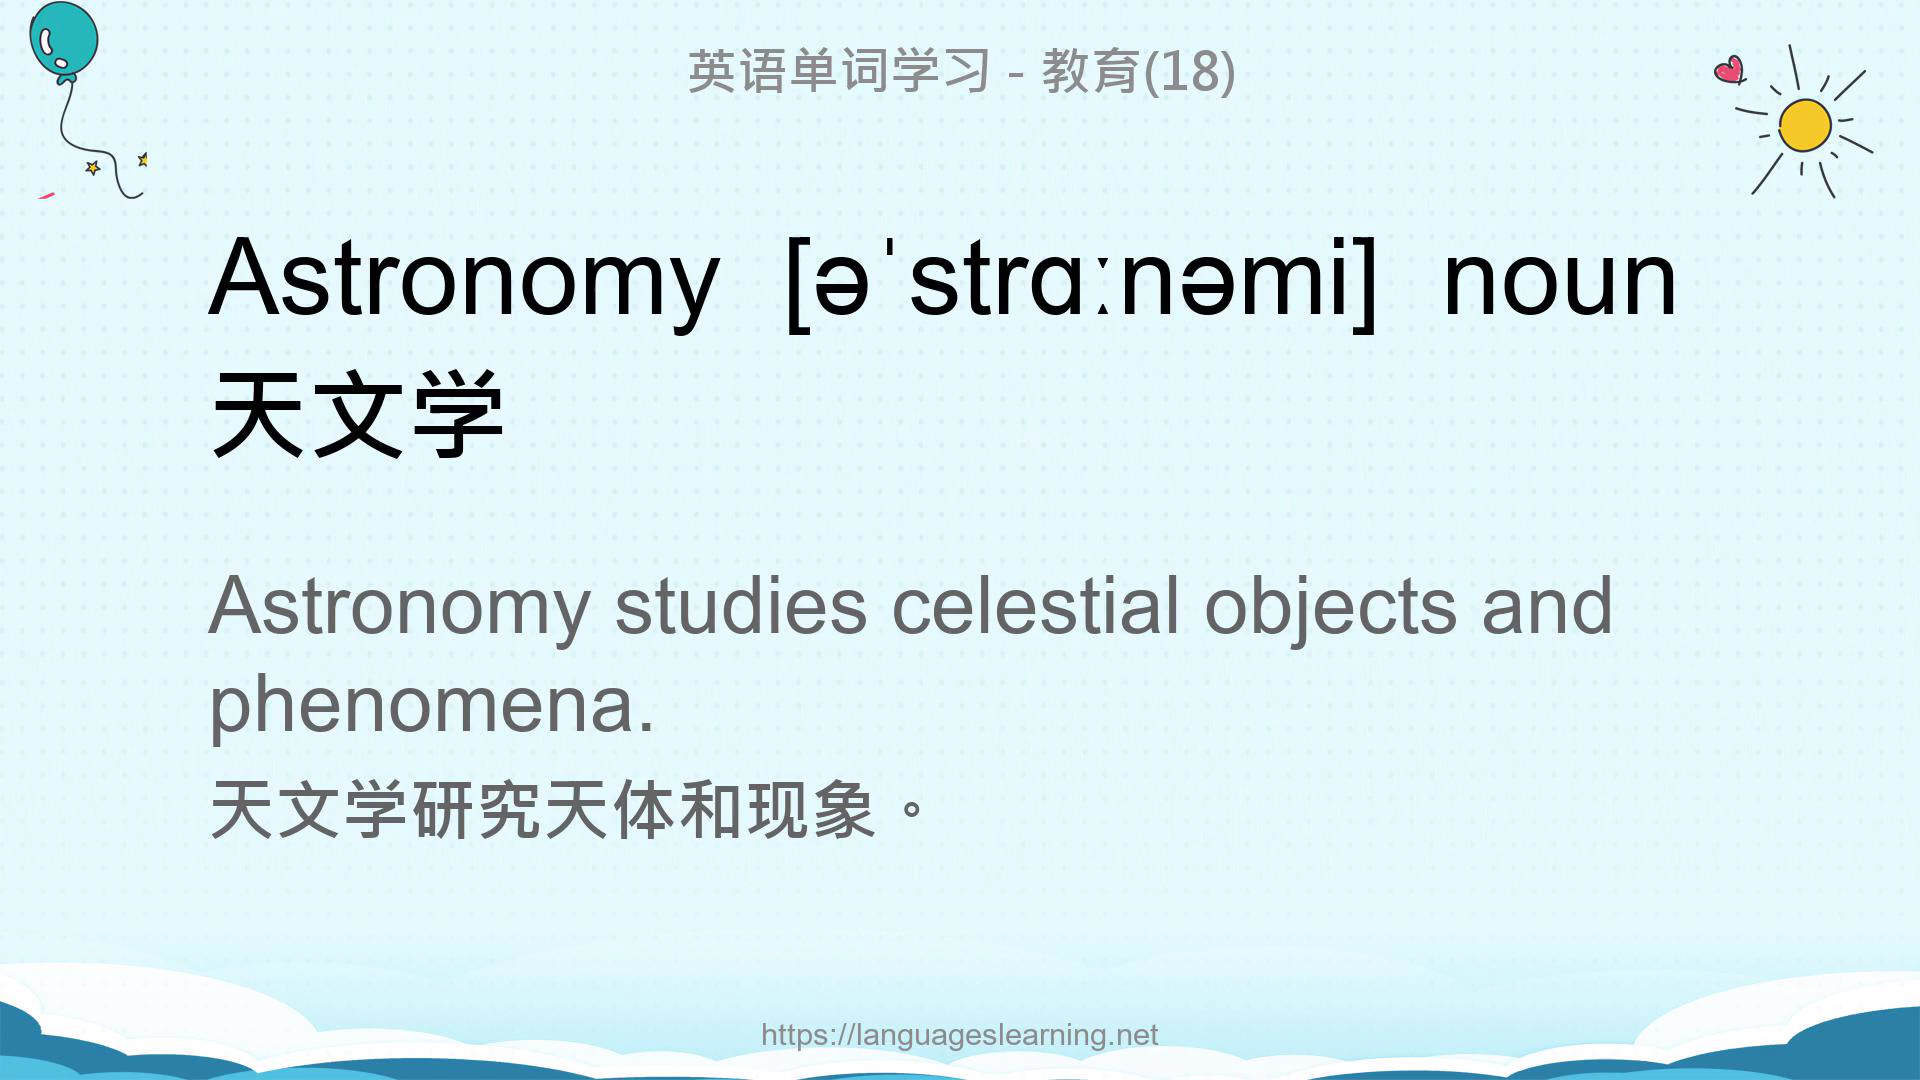 英语单词学习 - 教育(18)
Astronomy [əˈstrɑːnəmi] noun
天文学
Astronomy studies celestial objects and
phenomena.
天文学研究天体和现象。
https://languageslearning.net